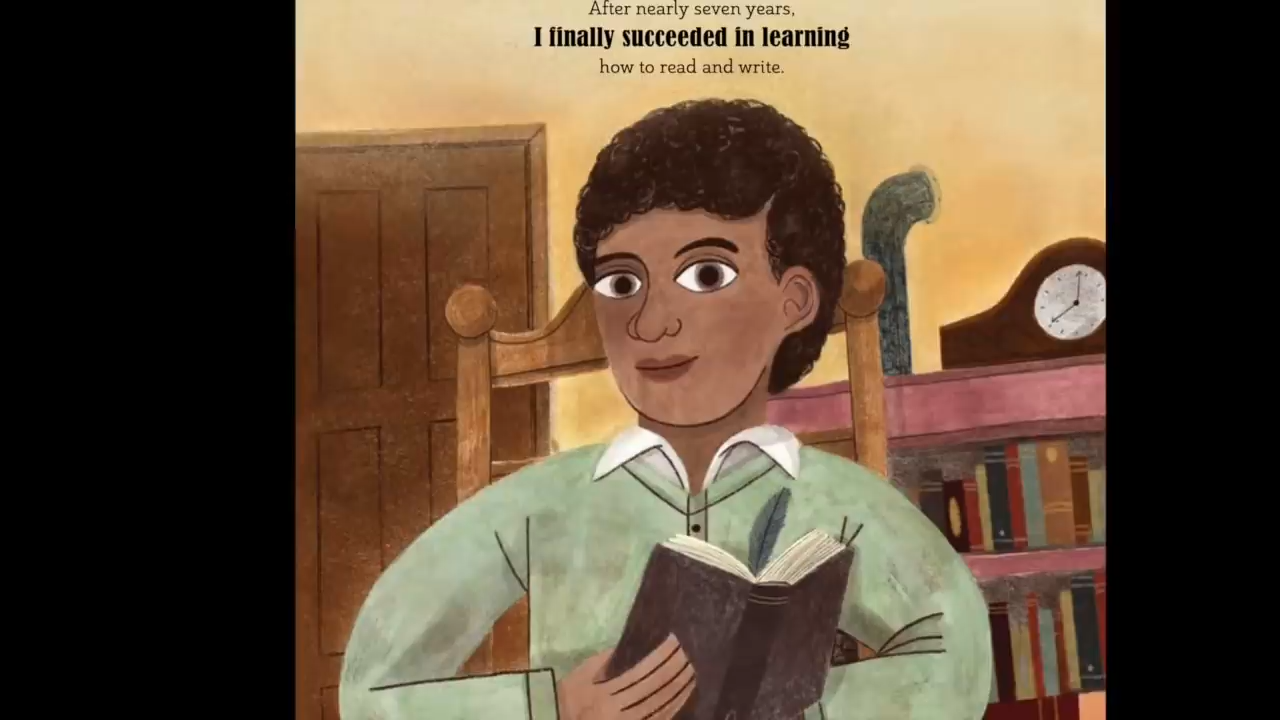 After nearly seven years,
I finally succeeded in learning
how to read and write.